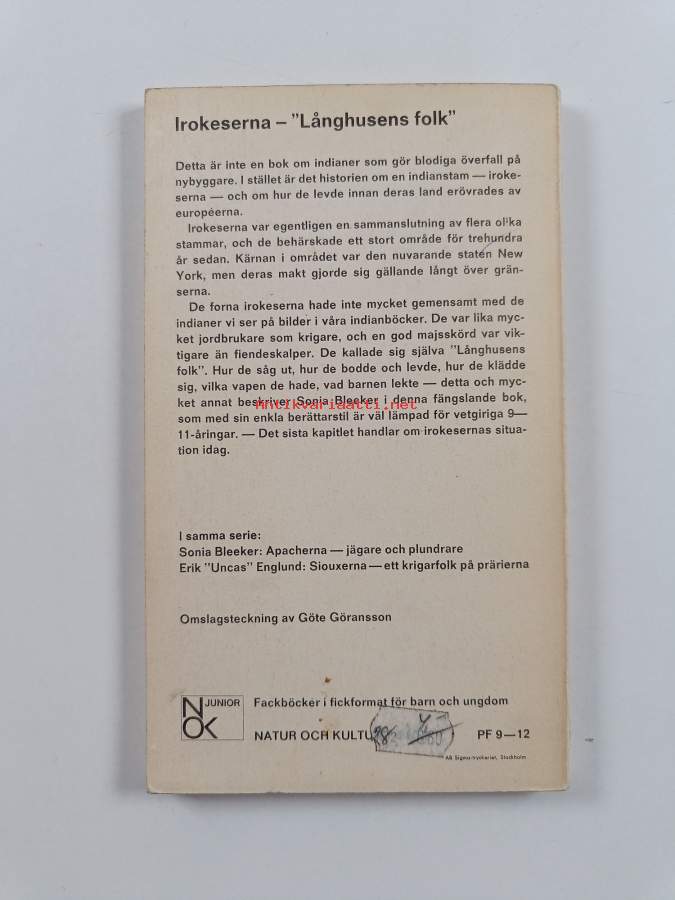 Irokeserna – "Långhusens folk"
Detta är inte en bok om indianer som gör blodiga överfall på
nybyggare. I stället är det historien om en indianstam — iroke-
serna — och om hur de levde innan deras land erövrades av
européerna.
Irokeserna var egentligen en sammanslutning av flera olika
stammar, och de behärskade ett stort område för trehundra
år sedan. Kärnan i området var den nuvarande staten New
York, men deras makt gjorde sig gällande långt över grän-
serna.
De forna irokeserna hade inte mycket gemensamt med de
indianer vi ser på bilder i våra indianböcker. De var lika myc-
ket jordbrukare som krigare, och en god majsskörd var vik-
tigare än fiendeskalper. De kallade sig själva "Långhusens
folk". Hur de såg ut, hur de bodde och levde, hur de klädde
sig, vilka vapen de hade, vad barnen lekte — detta och myc-
ket annat beskriver Sonia Bleeker i denna fängslande bok,
som med sin enkla berättarstil är väl lämpad för vetgiriga 9—
11-åringar. — Det sista kapitlet handlar om irokesernas situa-
tion idag.
Antikvariaatti.net
I samma serie:
Sonia Bleeker: Apacherna — jägare och plundrare
Erik "Uncas" Englund: Siouxerna — ett krigarfolk på prärierna
Omslagsteckning av Göte Göransson
NOK JUNIOR
Fackböcker i fickformat för barn och ungdom
NATUR OCH KULTU PF 9—12
AB Sigma-tryckeriet, Stockholm